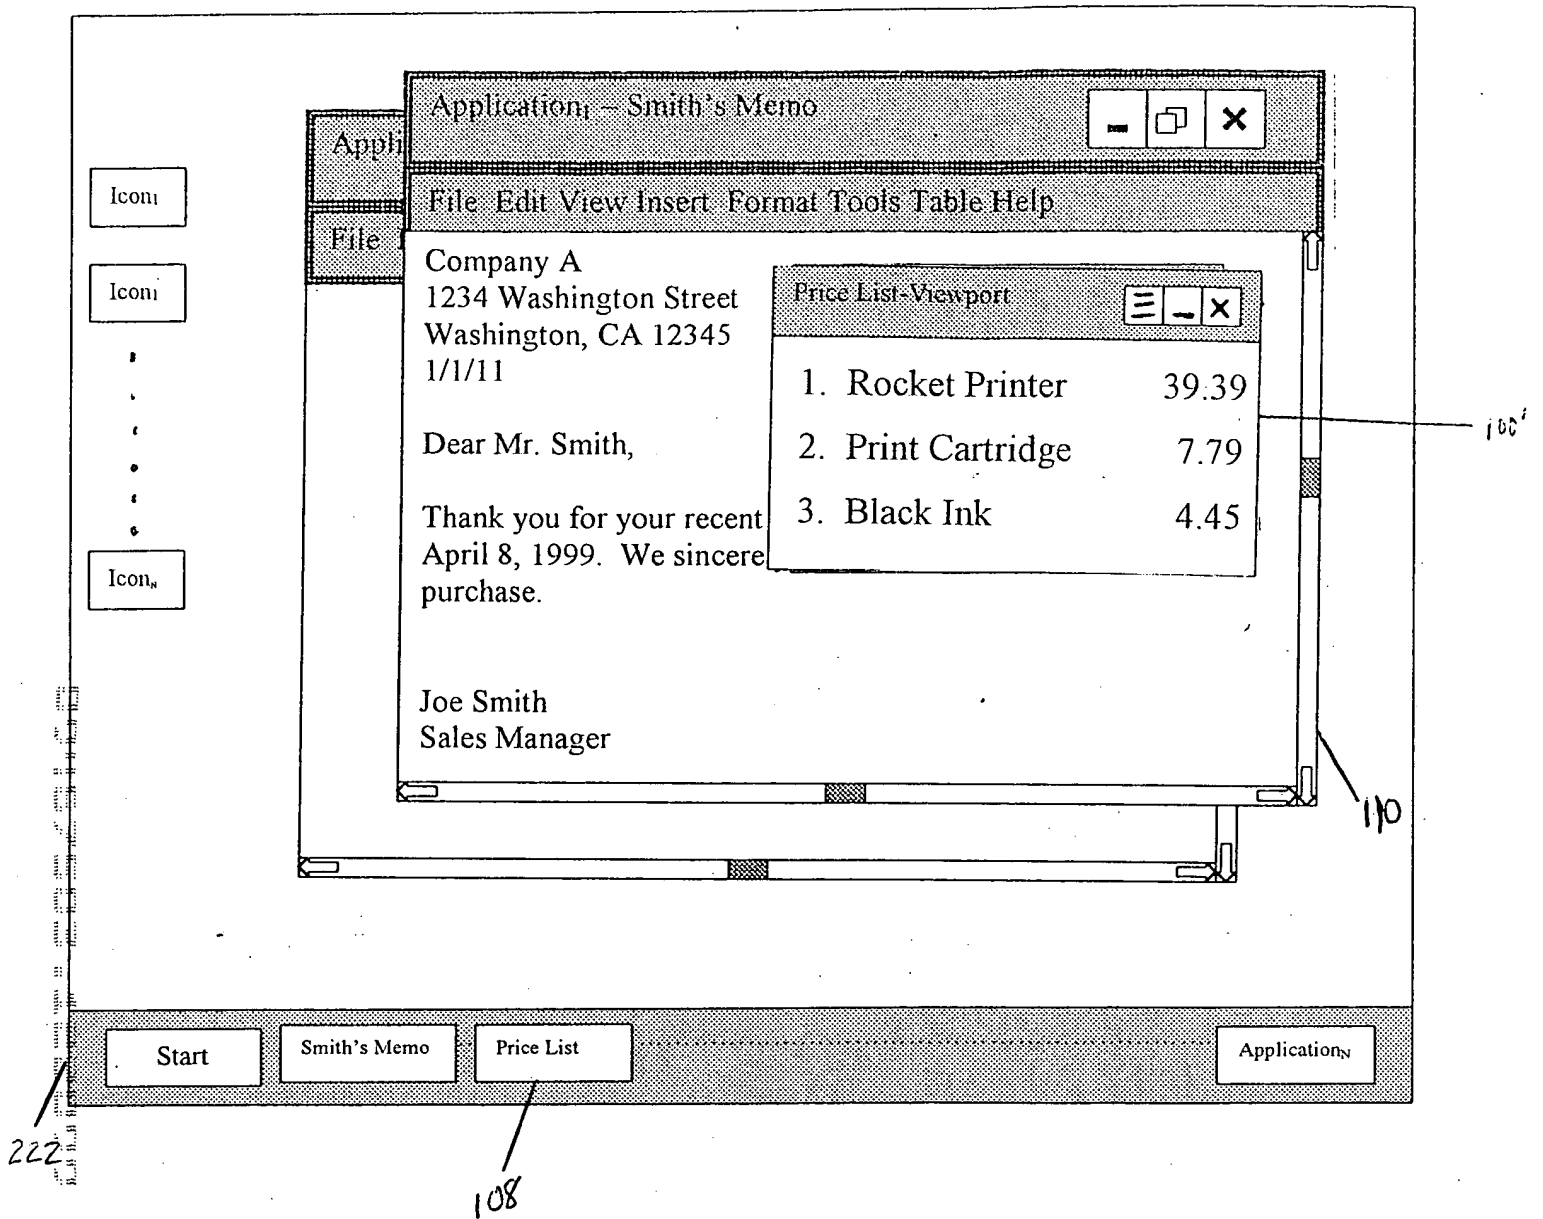 Application₁ – Smith's Memo
Appli
File Edit View Insert Format Tools Table Help
File
Icon₁
Icon₁
Iconₙ
Company A
1234 Washington Street
Washington, CA 12345
1/1/11
Dear Mr. Smith,
Thank you for your recent
April 8, 1999. We sincere
purchase.
Joe Smith
Sales Manager
Price List-Viewport
1. Rocket Printer 39.39
2. Print Cartridge 7.79
3. Black Ink 4.45
100'
110
Start
Smith's Memo
Price List
Applicationₙ
222
108